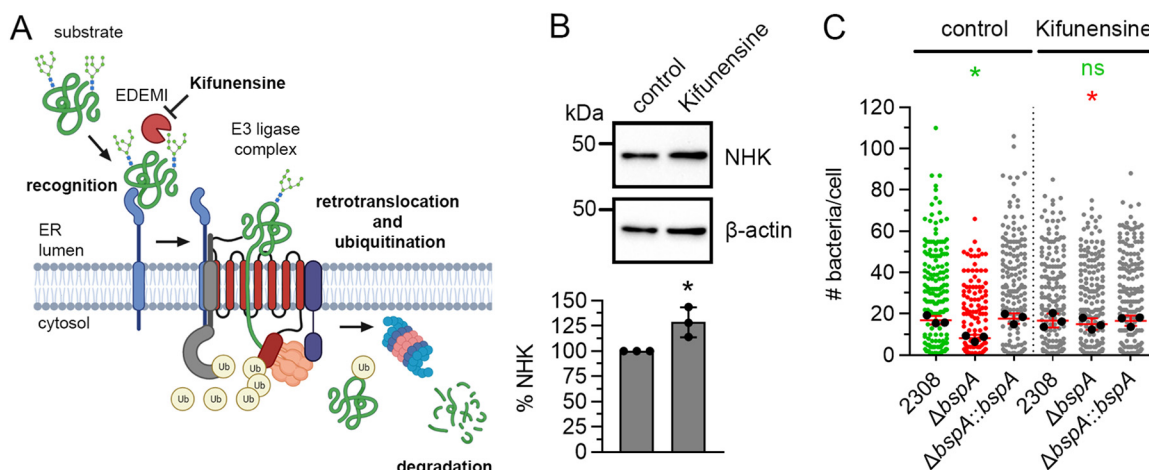 A
substrate
EDEMI
Kifunensine
E3 ligase
complex
recognition
retrotranslocation
and
ubiquitination
ER
lumen
cytosol
Ub
Ub
Ub
Ub
Ub
Ub
Ub
Ub
degradation
B
control
Kifunensine
kDa
50
NHK
50
β-actin
% NHK
150
125
100
75
50
25
0
*
C
control
Kifunensine
*
ns
*
# bacteria/cell
120
100
80
60
40
20
0
2308
ΔbspA
ΔbspA::bspA
2308
ΔbspA
ΔbspA::bspA